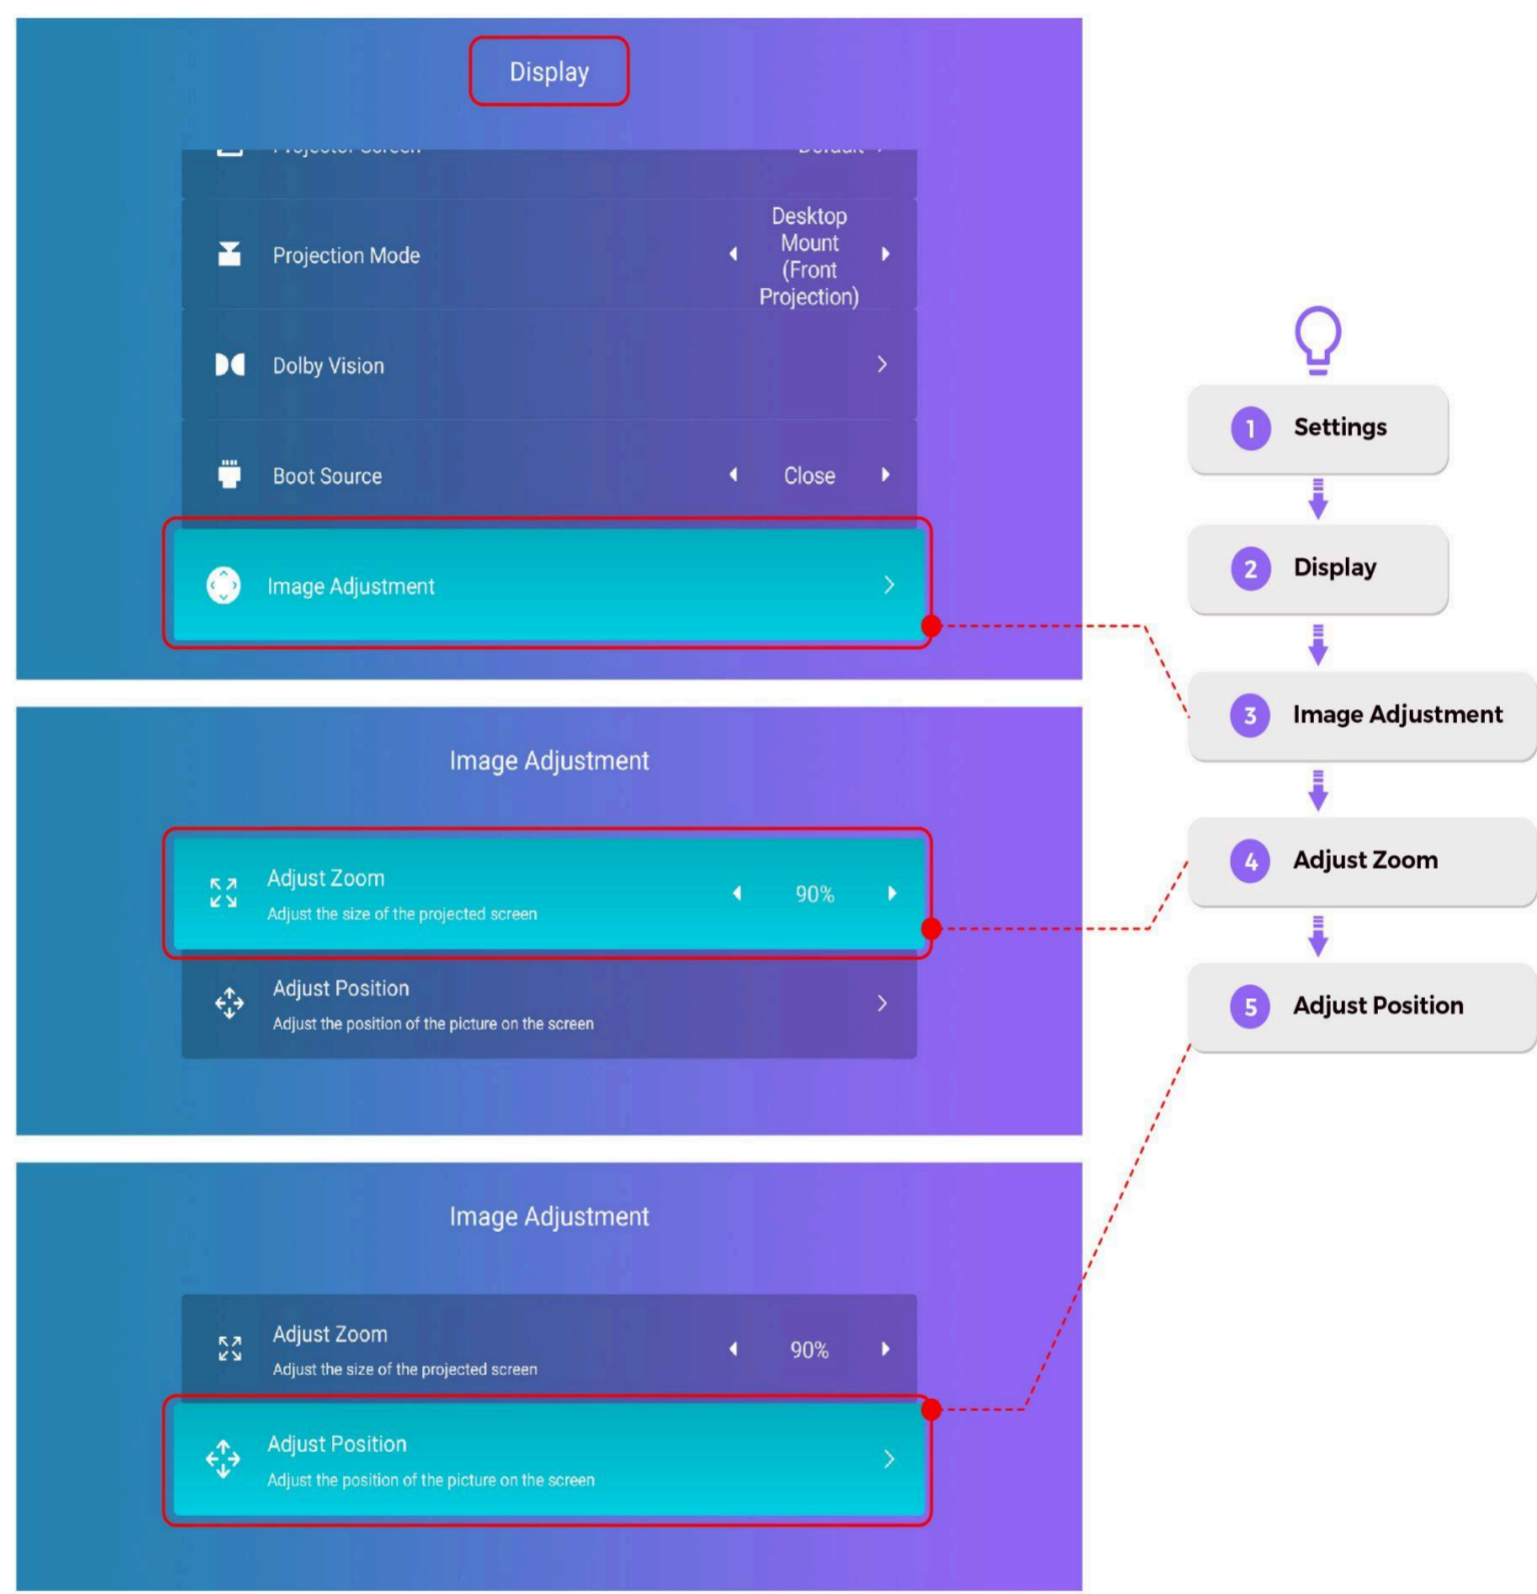 Display
Projection Mode
Desktop
Mount
(Front
Projection)
Dolby Vision
Boot Source
Close
Image Adjustment
Image Adjustment
Adjust Zoom
90%
Adjust the size of the projected screen
Adjust Position
Adjust the position of the picture on the screen
Image Adjustment
Adjust Zoom
90%
Adjust the size of the projected screen
Adjust Position
Adjust the position of the picture on the screen
1 Settings
2 Display
3 Image Adjustment
4 Adjust Zoom
5 Adjust Position